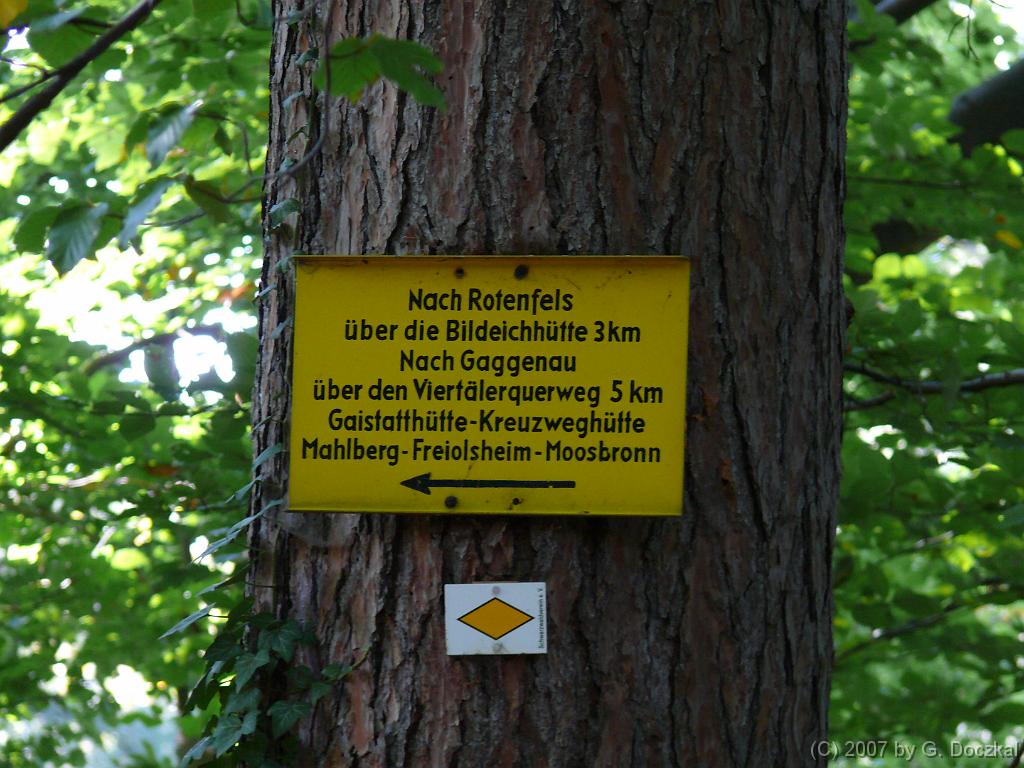 Nach Rotenfels
über die Bildeichhütte 3km
Nach Gaggenau
über den Viertälerquerweg 5 km
Gaistatthütte-Kreuzweghütte
Mahlberg-Freiolsheim-Moosbronn
Schwarzwaldverein e. V.
(C) 2007 by G. Doczkal